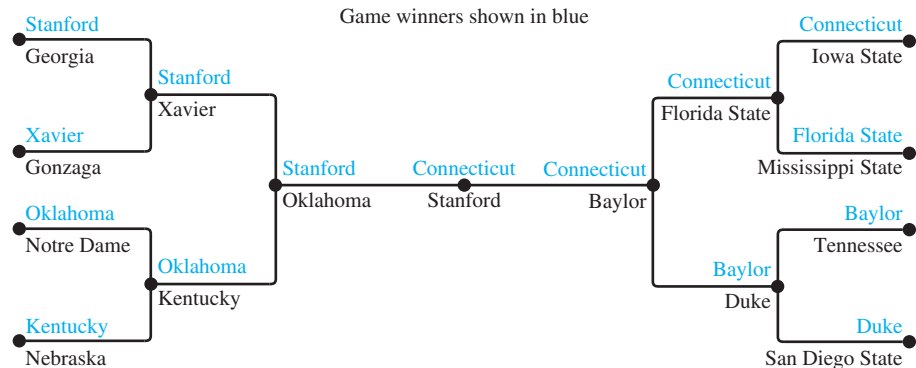 Game winners shown in blue
Stanford
Georgia
Stanford
Xavier
Xavier
Gonzaga
Stanford
Oklahoma
Oklahoma
Notre Dame
Oklahoma
Kentucky
Kentucky
Nebraska
Connecticut
Stanford
Connecticut
Baylor
Connecticut
Iowa State
Connecticut
Florida State
Florida State
Mississippi State
Baylor
Tennessee
Baylor
Duke
Duke
San Diego State